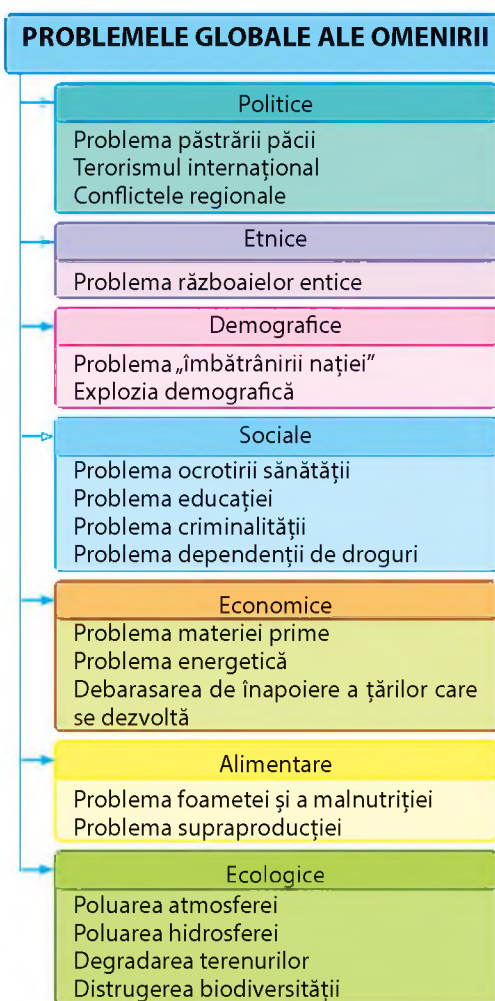 PROBLEMELE GLOBALE ALE OMENIRII
Politice
Problema păstrării păcii
Terorismul internațional
Conflictele regionale
Etnice
Problema războaielor entice
Demografice
Problema „îmbătrânirii nației”
Explozia demografică
Sociale
Problema ocrotirii sănătății
Problema educației
Problema criminalității
Problema dependenții de droguri
Economice
Problema materiei prime
Problema energetică
Debarasarea de înapoiere a țărilor care
se dezvoltă
Alimentare
Problema foametei și a malnutriției
Problema supraproducției
Ecologice
Poluarea atmosferei
Poluarea hidrosferei
Degradarea terenurilor
Distrugerea biodiversității